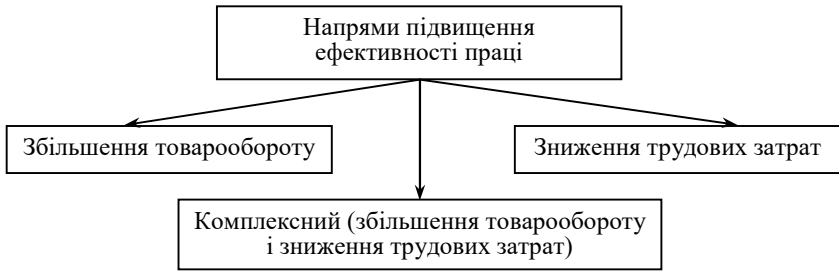 Напрями підвищення
ефективності праці
Збільшення товарообороту
Зниження трудових затрат
Комплексний (збільшення товарообороту
і зниження трудових затрат)